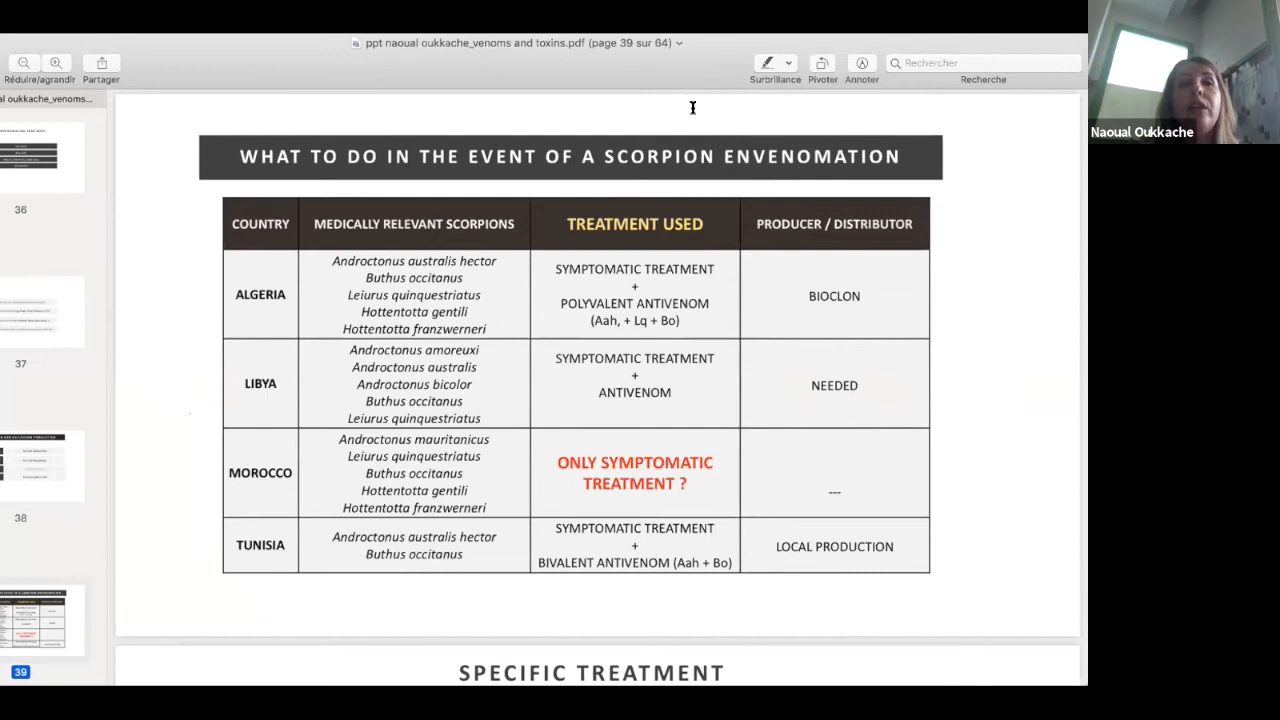 ppt naoual oukkache_venoms and toxins.pdf (page 39 sur 64)
Réduire/agrandir
Partager
Surbrillance
Pivoter
Annoter
Rechercher
Recherche
al oukkache_venoms...
Naoual Oukkache
36
37
38
39
WHAT TO DO IN THE EVENT OF A SCORPION ENVENOMATION
COUNTRY
MEDICALLY RELEVANT SCORPIONS
TREATMENT USED
PRODUCER / DISTRIBUTOR
ALGERIA
Androctonus australis hector
Buthus occitanus
Leiurus quinquestriatus
Hottentotta gentili
Hottentotta franzwerneri
SYMPTOMATIC TREATMENT
+
POLYVALENT ANTIVENOM
(Aah, + Lq + Bo)
BIOCLON
LIBYA
Androctonus amoreuxi
Androctonus australis
Androctonus bicolor
Buthus occitanus
Leiurus quinquestriatus
SYMPTOMATIC TREATMENT
+
ANTIVENOM
NEEDED
MOROCCO
Androctonus mauritanicus
Leiurus quinquestriatus
Buthus occitanus
Hottentotta gentili
Hottentotta franzwerneri
ONLY SYMPTOMATIC
TREATMENT ?
---
TUNISIA
Androctonus australis hector
Buthus occitanus
SYMPTOMATIC TREATMENT
+
BIVALENT ANTIVENOM (Aah + Bo)
LOCAL PRODUCTION
SPECIFIC TREATMENT